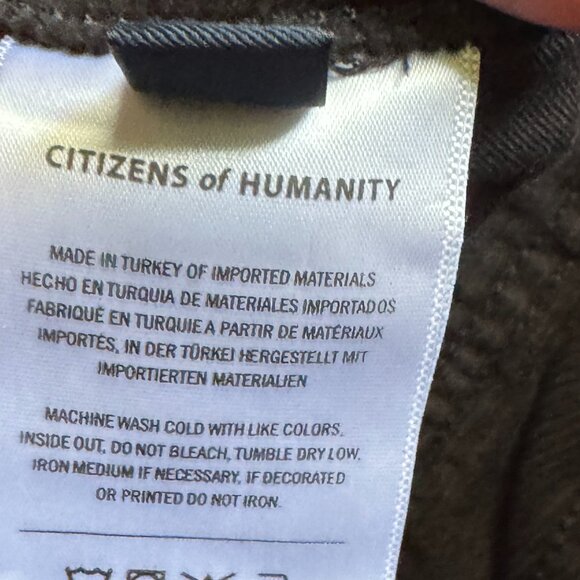 CITIZENS of HUMANITY
MADE IN TURKEY OF IMPORTED MATERIALS
HECHO EN TURQUIA DE MATERIALES IMPORTADOS
FABRIQUÉ EN TURQUIE A PARTIR DE MATÉRIAUX
IMPORTÉS, IN DER TÜRKEI HERGESTELLT MIT
IMPORTIERTEN MATERIALIEN
MACHINE WASH COLD WITH LIKE COLORS,
INSIDE OUT, DO NOT BLEACH, TUMBLE DRY LOW,
IRON MEDIUM IF NECESSARY, IF DECORATED
OR PRINTED DO NOT IRON.